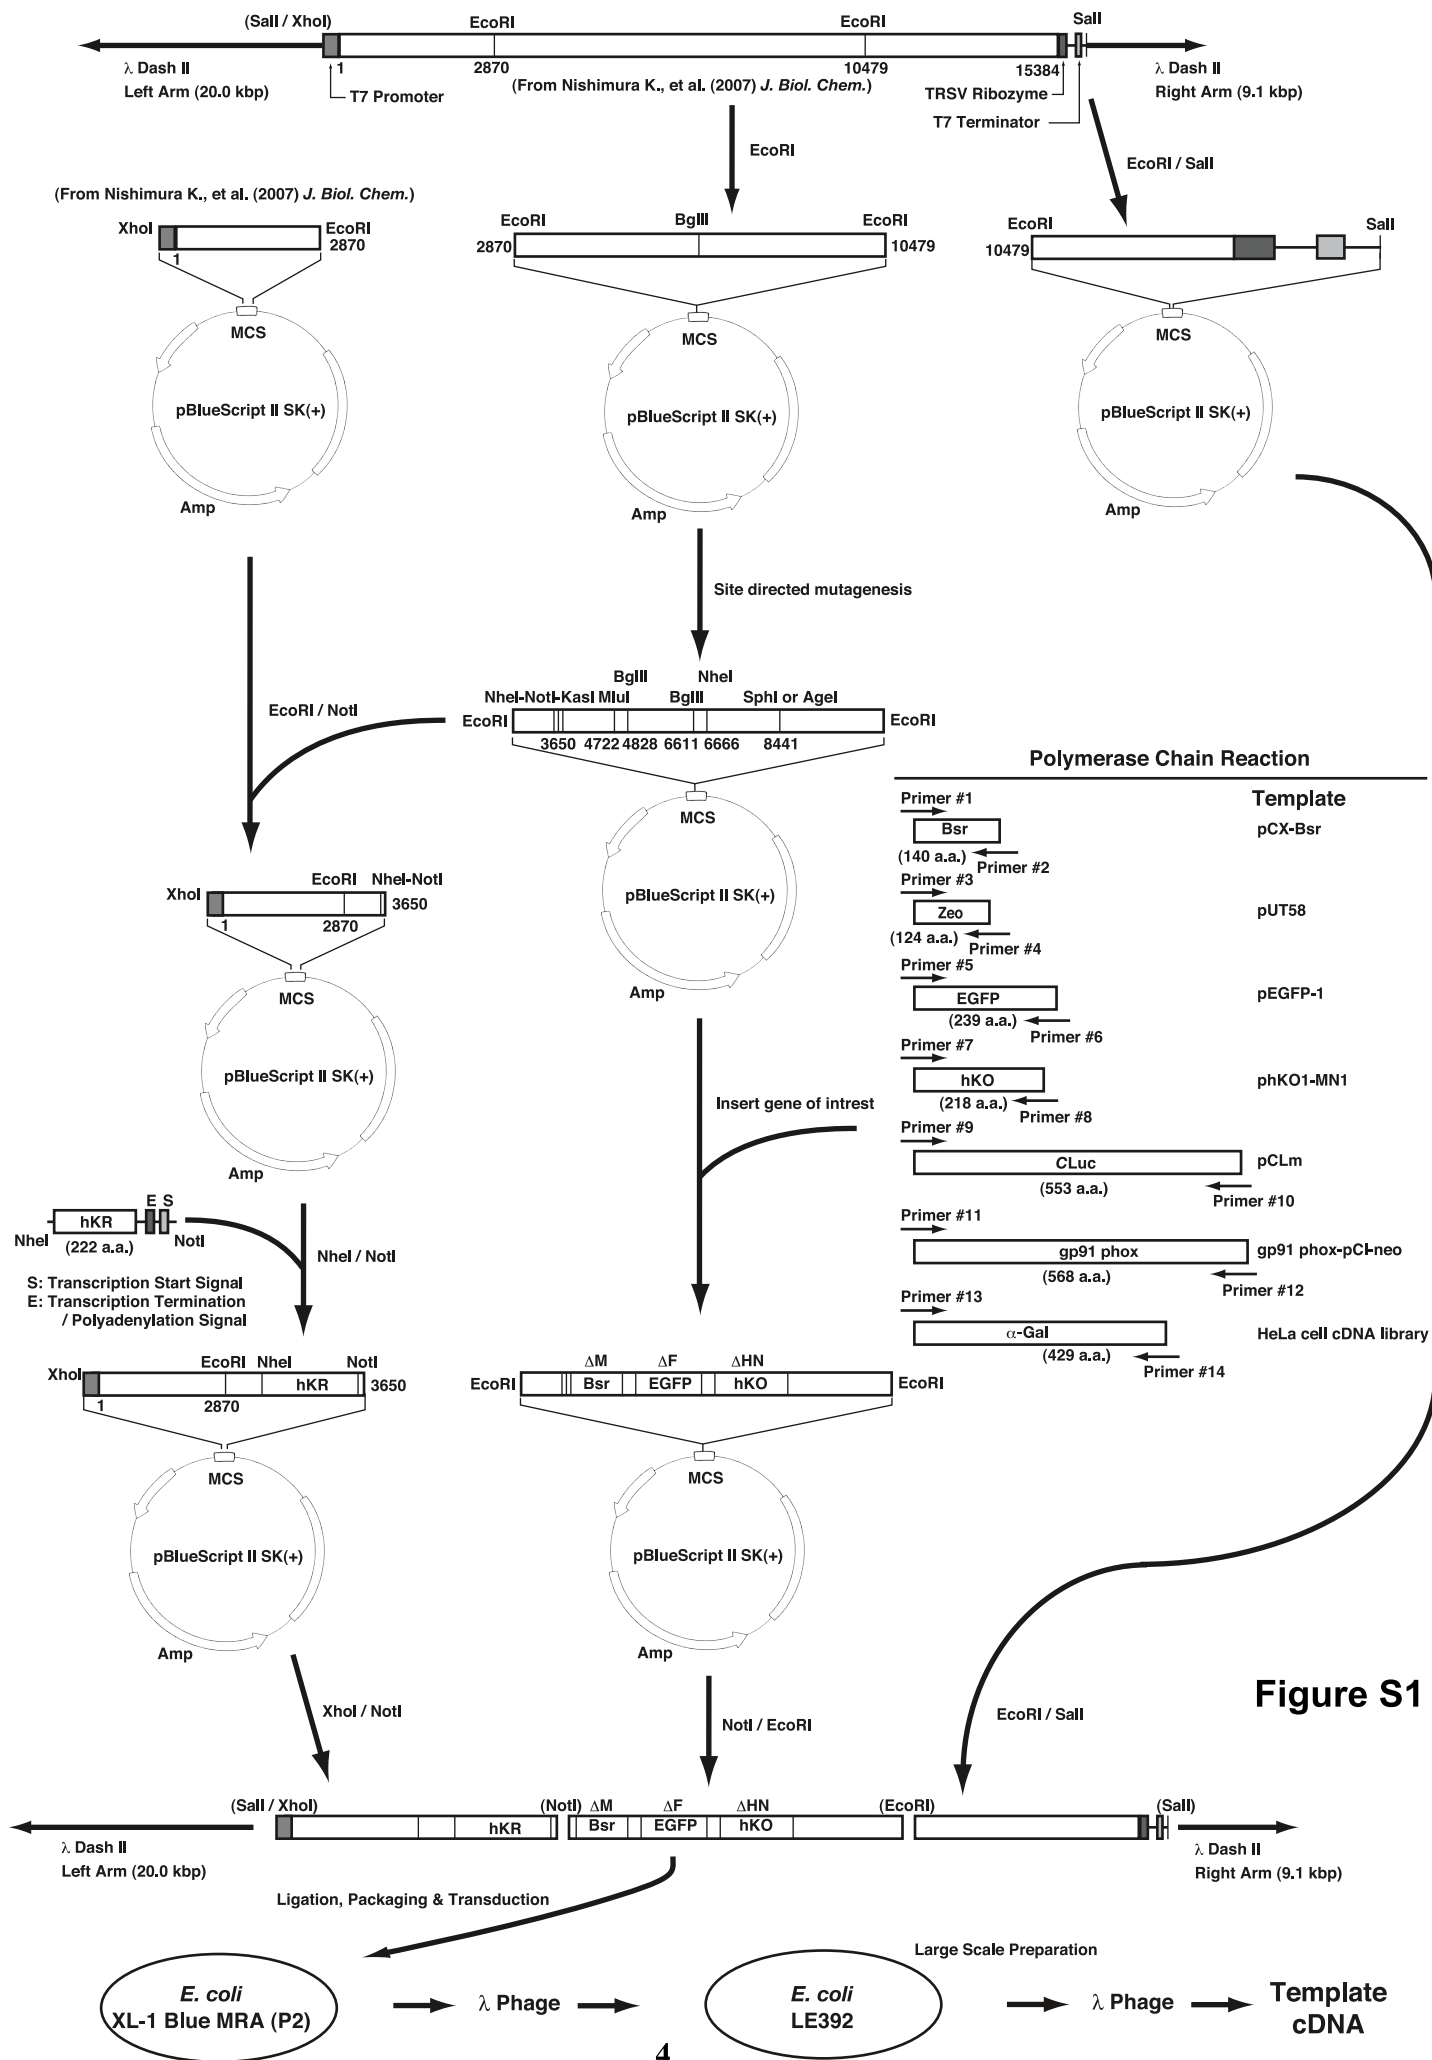 (SalI / XhoI)
EcoRI
EcoRI
SalI
λ Dash II
Left Arm (20.0 kbp)
1
2870
10479
15384
T7 Promoter
(From Nishimura K., et al. (2007) J. Biol. Chem.)
TRSV Ribozyme
T7 Terminator
λ Dash II
Right Arm (9.1 kbp)
EcoRI
EcoRI / SalI
(From Nishimura K., et al. (2007) J. Biol. Chem.)
XhoI
EcoRI
2870
1
MCS
pBlueScript II SK(+)
Amp
EcoRI
BglII
EcoRI
2870
10479
MCS
pBlueScript II SK(+)
Amp
EcoRI
SalI
10479
MCS
pBlueScript II SK(+)
Amp
Site directed mutagenesis
EcoRI / NotI
BglII
NheI
NheI-NotI-KasI MluI
BglII
SphI or AgeI
EcoRI
EcoRI
3650
4722
4828
6611
6666
8441
MCS
pBlueScript II SK(+)
Amp
Polymerase Chain Reaction
Template
Primer #1
Bsr
(140 a.a.)
Primer #2
pCX-Bsr
Primer #3
Zeo
(124 a.a.)
Primer #4
pUT58
Primer #5
EGFP
(239 a.a.)
Primer #6
pEGFP-1
Primer #7
hKO
(218 a.a.)
Primer #8
phKO1-MN1
Primer #9
CLuc
(553 a.a.)
Primer #10
pCLm
Primer #11
gp91 phox
(568 a.a.)
Primer #12
gp91 phox-pCI-neo
Primer #13
α-Gal
(429 a.a.)
Primer #14
HeLa cell cDNA library
XhoI
EcoRI
NheI-NotI
3650
1
2870
MCS
pBlueScript II SK(+)
Amp
Insert gene of intrest
E S
hKR
NheI
(222 a.a.)
NotI
NheI / NotI
S: Transcription Start Signal
E: Transcription Termination
/ Polyadenylation Signal
XhoI
EcoRI
NheI
NotI
hKR
3650
1
2870
MCS
pBlueScript II SK(+)
Amp
ΔM
ΔF
ΔHN
EcoRI
Bsr
EGFP
hKO
EcoRI
MCS
pBlueScript II SK(+)
Amp
XhoI / NotI
NotI / EcoRI
EcoRI / SalI
Figure S1
(SalI / XhoI)
(NotI)
ΔM
ΔF
ΔHN
(EcoRI)
(SalI)
hKR
Bsr
EGFP
hKO
λ Dash II
Left Arm (20.0 kbp)
λ Dash II
Right Arm (9.1 kbp)
Ligation, Packaging & Transduction
Large Scale Preparation
E. coli
XL-1 Blue MRA (P2)
λ Phage
E. coli
LE392
λ Phage
Template
cDNA
4